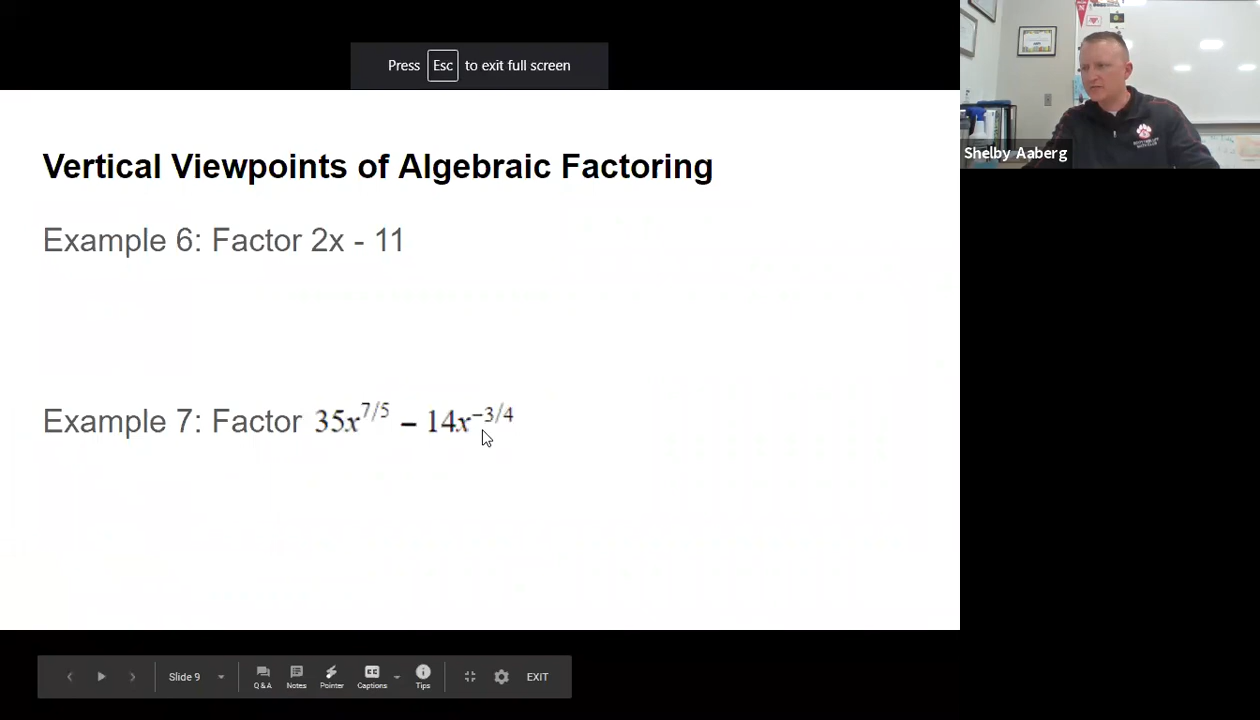 Press Esc to exit full screen
Shelby Aaberg
Vertical Viewpoints of Algebraic Factoring
Example 6: Factor 2x - 11
Example 7: Factor 35x^{7/5} − 14x^{−3/4}
Slide 9
Q&A
Notes
Pointer
Captions
Tips
EXIT